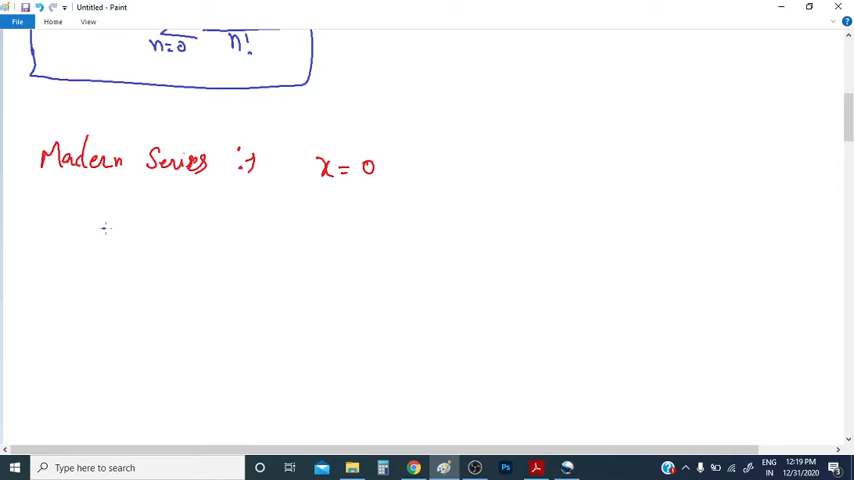 Untitled - Paint
File Home View
n=0 n!
Madern Series :→ x = 0
Type here to search
ENG 12:19 PM
IN 12/31/2020
3